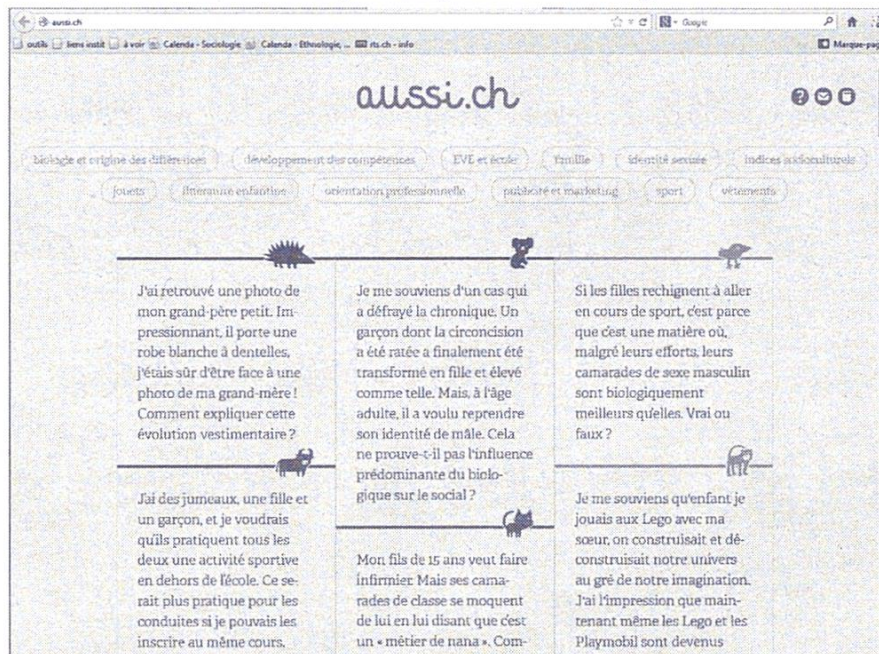 aussi.ch
Google
outils liens instit à voir Calenda - Sociologie Calenda - Ethnologie, ... rts.ch - info
Marque-pag
aussi.ch
biologie et origine des différences développement des compétences EVE et école famille identité sexuée indices socioculturels
jouets littérature enfantine orientation professionnelle publicité et marketing sport vêtements
J'ai retrouvé une photo de
mon grand-père petit. Im-
pressionnant, il porte une
robe blanche à dentelles,
j'étais sûr d'être face à une
photo de ma grand-mère !
Comment expliquer cette
évolution vestimentaire ?
J'ai des jumeaux, une fille et
un garçon, et je voudrais
qu'ils pratiquent tous les
deux une activité sportive
en dehors de l'école. Ce se-
rait plus pratique pour les
conduites si je pouvais les
inscrire au même cours,
Je me souviens d'un cas qui
a défrayé la chronique. Un
garçon dont la circoncision
a été ratée a finalement été
transformé en fille et élevé
comme telle. Mais, à l'âge
adulte, il a voulu reprendre
son identité de mâle. Cela
ne prouve-t-il pas l'influence
prédominante du biolo-
gique sur le social ?
Mon fils de 15 ans veut faire
infirmier. Mais ses cama-
rades de classe se moquent
de lui en lui disant que c'est
un « métier de nana ». Com-
Si les filles rechignent à aller
en cours de sport, c'est parce
que c'est une matière où,
malgré leurs efforts, leurs
camarades de sexe masculin
sont biologiquement
meilleurs qu'elles. Vrai ou
faux ?
Je me souviens qu'enfant je
jouais aux Lego avec ma
sœur, on construisait et dé-
construisait notre univers
au gré de notre imagination.
J'ai l'impression que main-
tenant même les Lego et les
Playmobil sont devenus